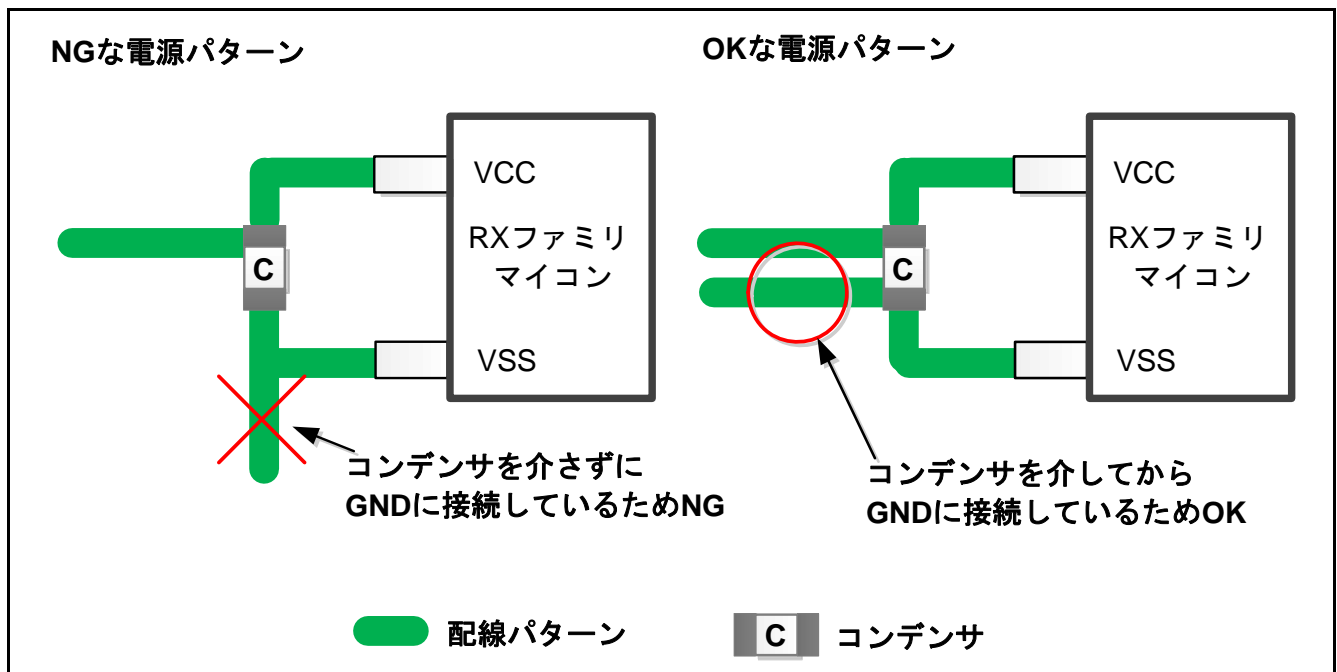 NGな電源パターン
VCC
RXファミリ
マイコン
C
VSS
コンデンサを介さずに
GNDに接続しているためNG
OKな電源パターン
VCC
RXファミリ
マイコン
C
VSS
コンデンサを介してから
GNDに接続しているためOK
配線パターン
C
コンデンサ